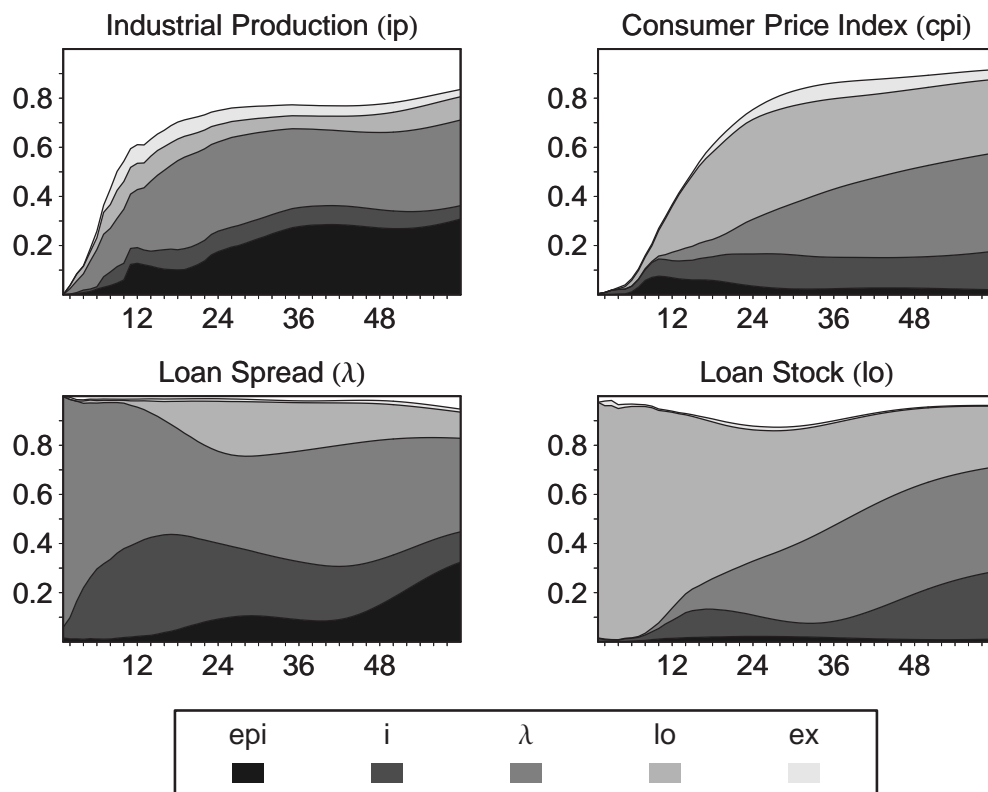 Industrial Production (ip)
Consumer Price Index (cpi)
0.8
0.6
0.4
0.2
12 24 36 48
0.8
0.6
0.4
0.2
12 24 36 48
Loan Spread (λ)
Loan Stock (lo)
0.8
0.6
0.4
0.2
12 24 36 48
0.8
0.6
0.4
0.2
12 24 36 48
epi i λ lo ex